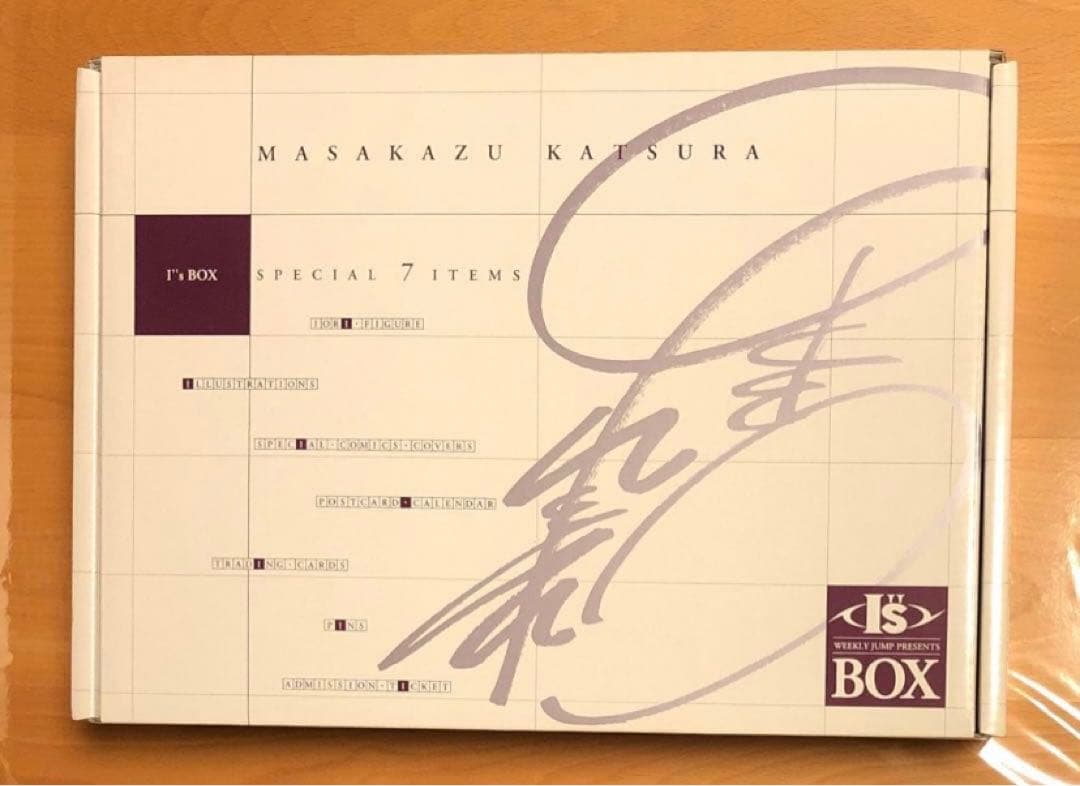 MASAKAZU KATSURA
I"s BOX
SPECIAL 7 ITEMS
IORI・FIGURE
ILLUSTRATIONS
SPECIAL・COMICS・COVERS
POSTCARD・CALENDAR
TRADING・CARDS
PINS
ADMISSION・TICKET
I"s
WEEKLY JUMP PRESENTS
BOX